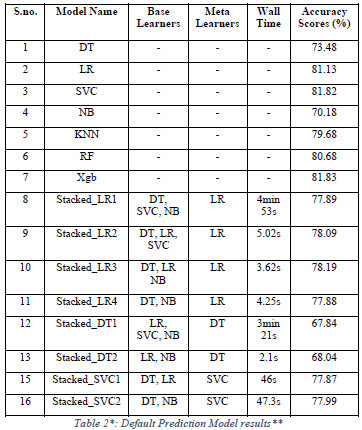 S.no. Model Name Base Meta Wall Accuracy
Learners Learners Time Scores (%)
1 DT - - - 73.48
2 LR - - - 81.13
3 SVC - - - 81.82
4 NB - - - 70.18
5 KNN - - - 79.68
6 RF - - - 80.68
7 Xgb - - - 81.83
8 Stacked_LR1 DT, LR 4min 77.89
SVC, NB 53s
9 Stacked_LR2 DT, LR, LR 5.02s 78.09
SVC
10 Stacked_LR3 DT, LR LR 3.62s 78.19
NB
11 Stacked_LR4 DT, NB LR 4.25s 77.88
12 Stacked_DT1 LR, DT 3min 67.84
SVC, NB 21s
13 Stacked_DT2 LR, NB DT 2.1s 68.04
15 Stacked_SVC1 DT, LR SVC 46s 77.87
16 Stacked_SVC2 DT, NB SVC 47.3s 77.99
Table 2*: Default Prediction Model results**